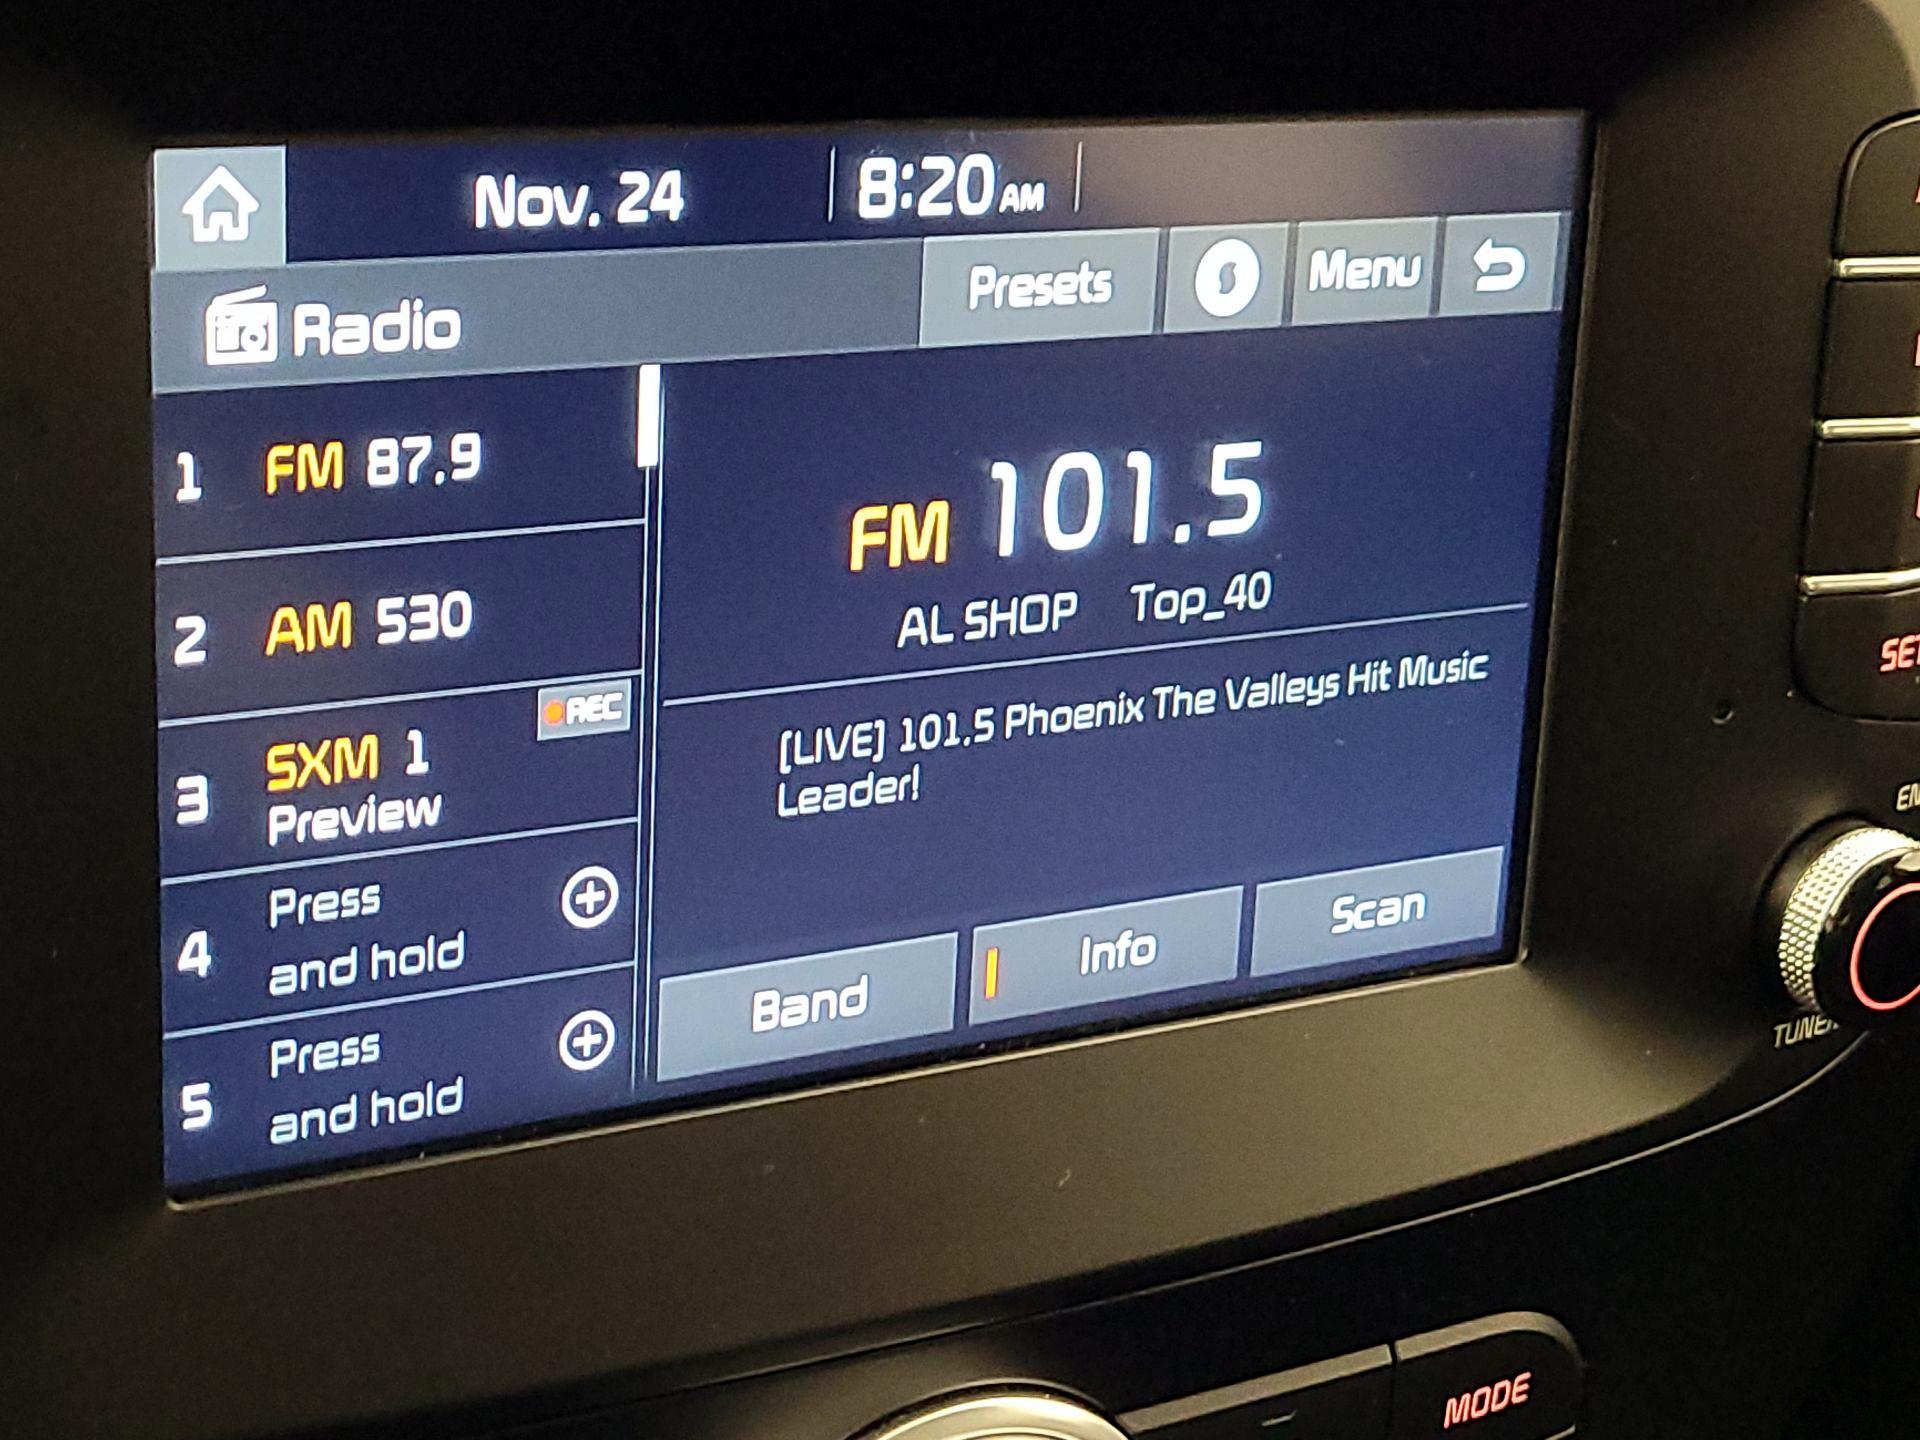 Nov. 24
8:20 AM
Radio
Presets
Menu
1 FM 87.9
2 AM 530
REC
3 SXM 1
Preview
4 Press
and hold
5 Press
and hold
FM 101.5
AL SHOP Top_40
[LIVE] 101.5 Phoenix The Valleys Hit Music
Leader!
Band
Info
Scan
MODE